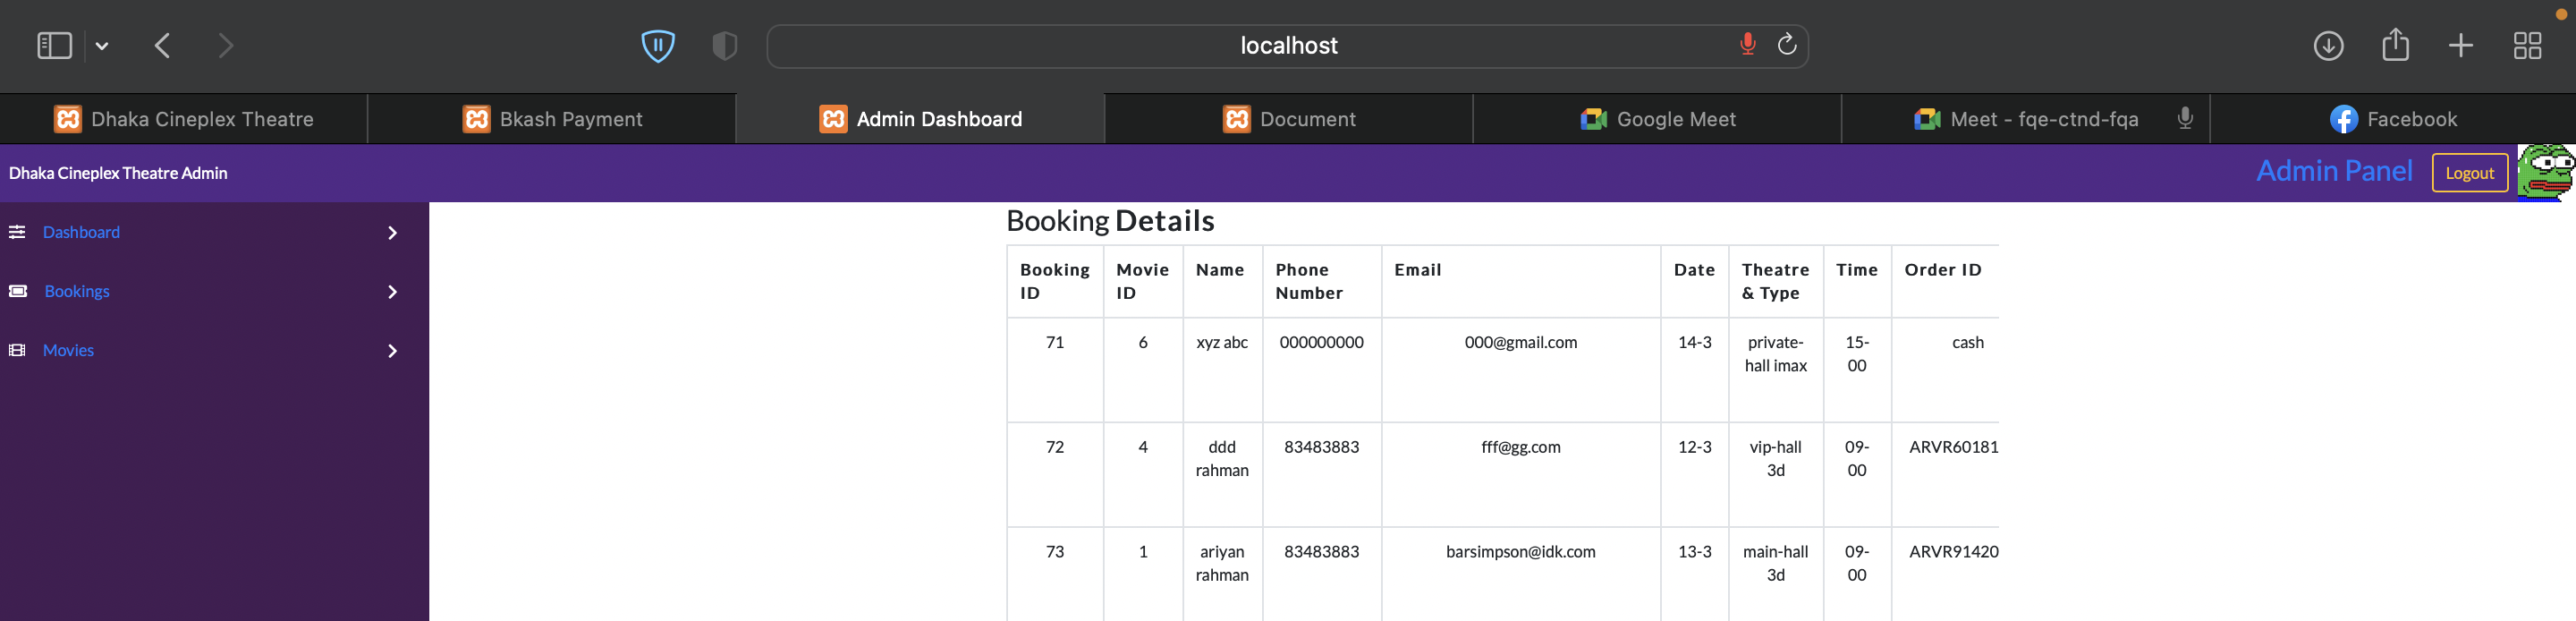 localhost
Dhaka Cineplex Theatre
Bkash Payment
Admin Dashboard
Document
Google Meet
Meet - fqe-ctnd-fqa
Facebook
Dhaka Cineplex Theatre Admin
Admin Panel
Logout
Dashboard
Bookings
Movies
Booking Details
Booking ID Movie ID Name Phone Number Email Date Theatre & Type Time Order ID
71 6 xyz abc 000000000 000@gmail.com 14-3 private-hall imax 15-00 cash
72 4 ddd rahman 83483883 fff@gg.com 12-3 vip-hall 3d 09-00 ARVR60181
73 1 ariyan rahman 83483883 barsimpson@idk.com 13-3 main-hall 3d 09-00 ARVR91420